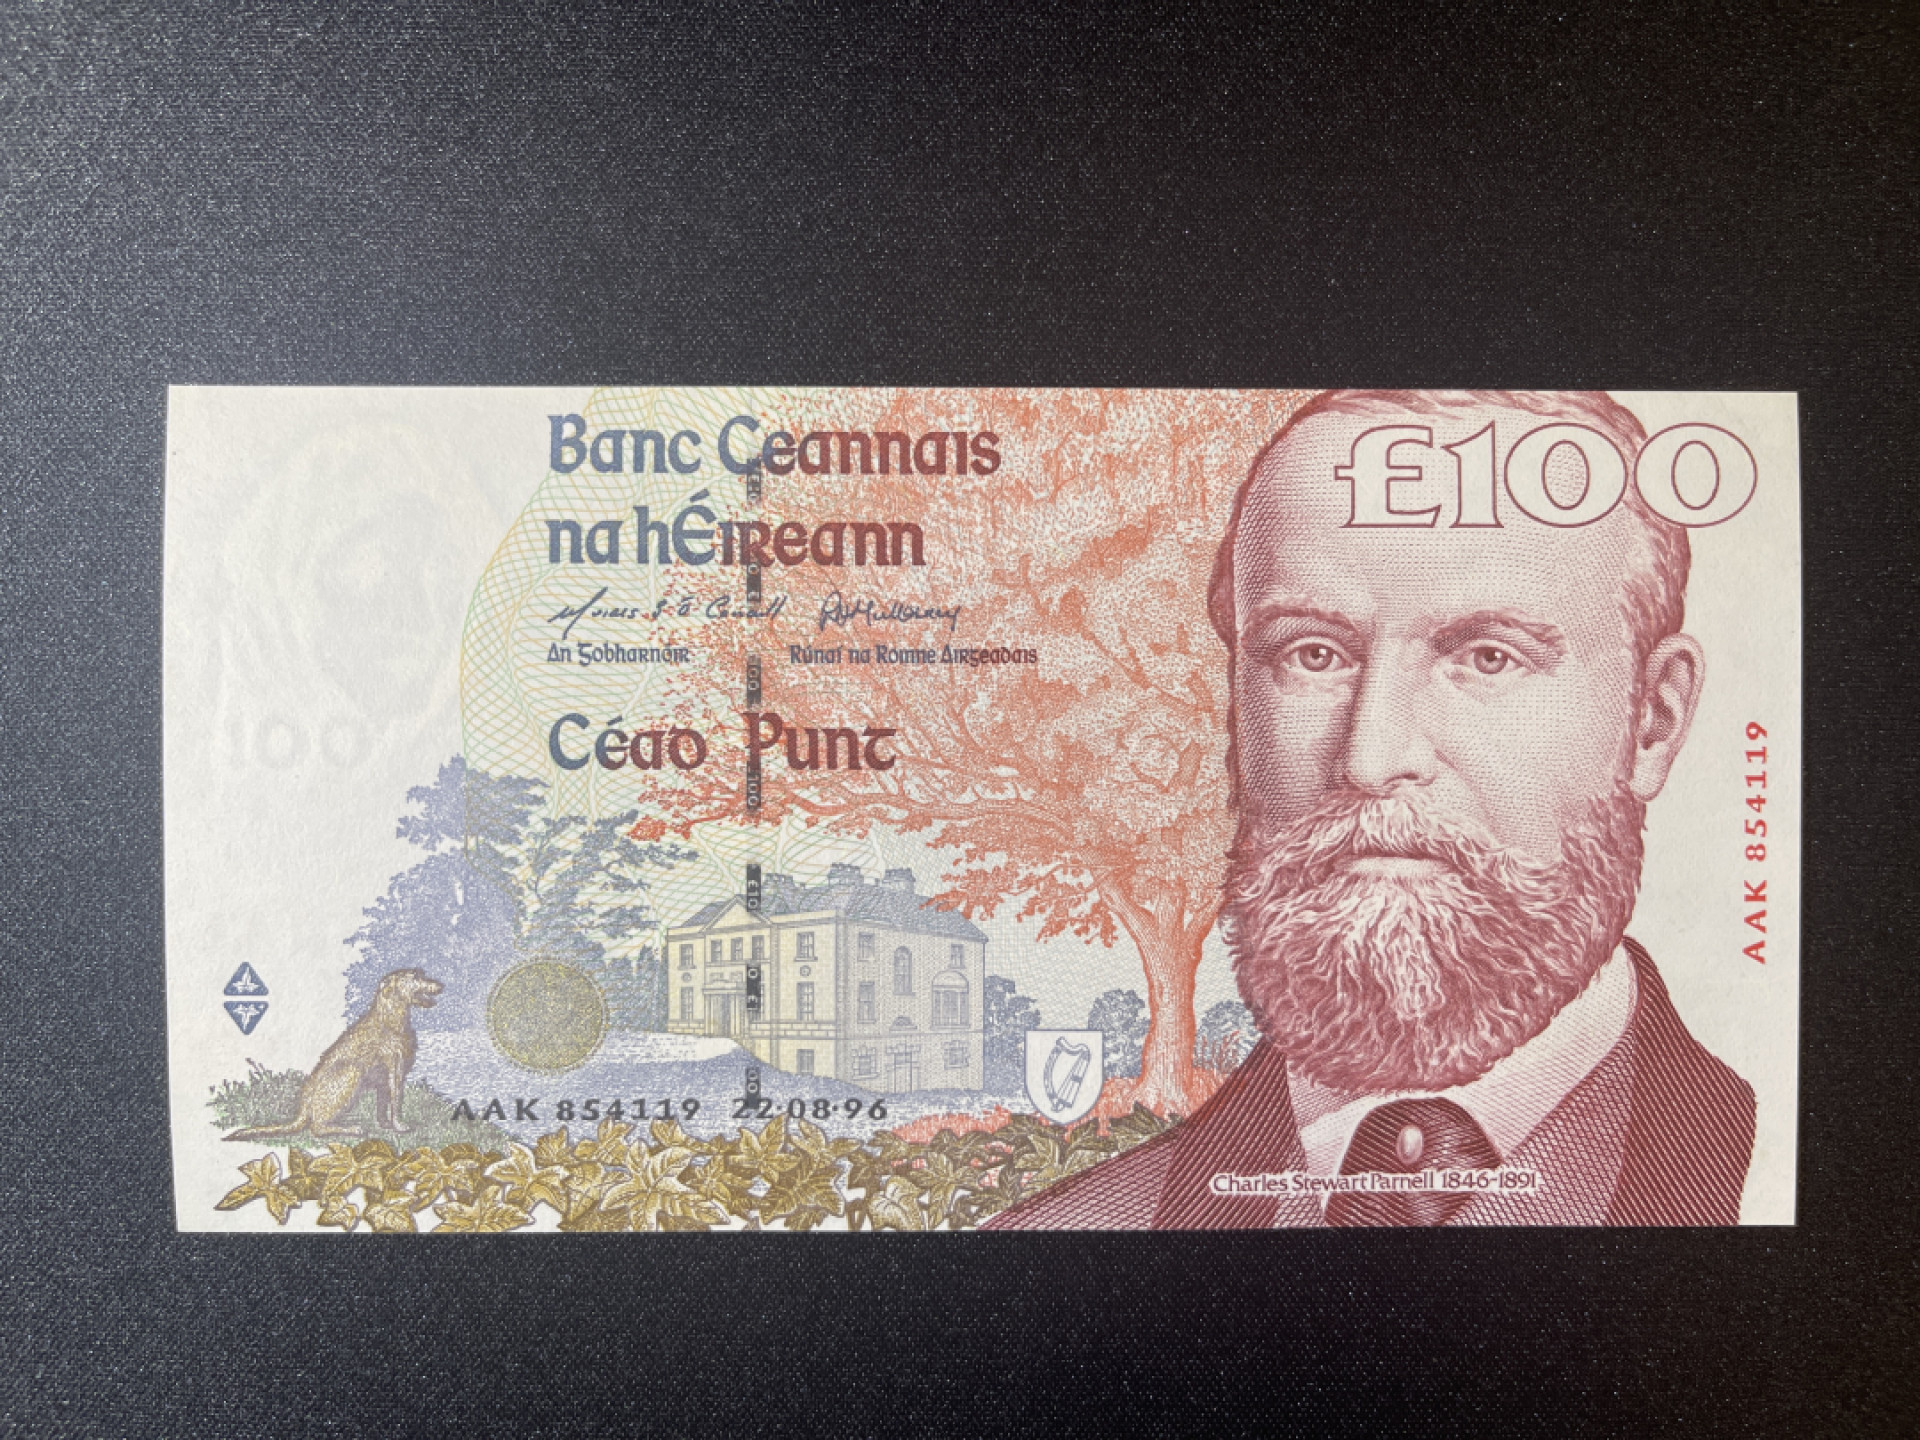 Banc Ceannais
na hÉireann
£100
An Gobharnóir
Rúnaí na Roinne Airgeadais
Céad Punt
100
AAK 854119
AAK 854119 22·08·96
Charles Stewart Parnell 1846-1891